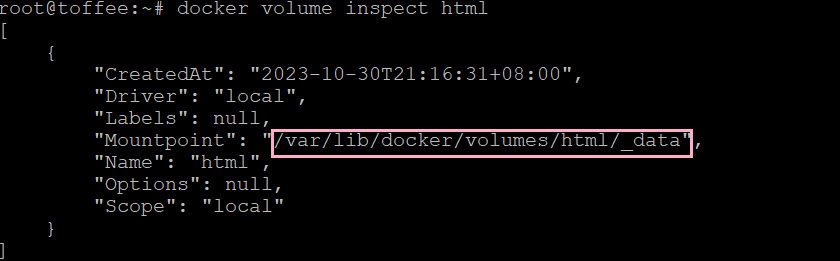 root@toffee:~# docker volume inspect html
[
    {
        "CreatedAt": "2023-10-30T21:16:31+08:00",
        "Driver": "local",
        "Labels": null,
        "Mountpoint": "/var/lib/docker/volumes/html/_data",
        "Name": "html",
        "Options": null,
        "Scope": "local"
    }
]